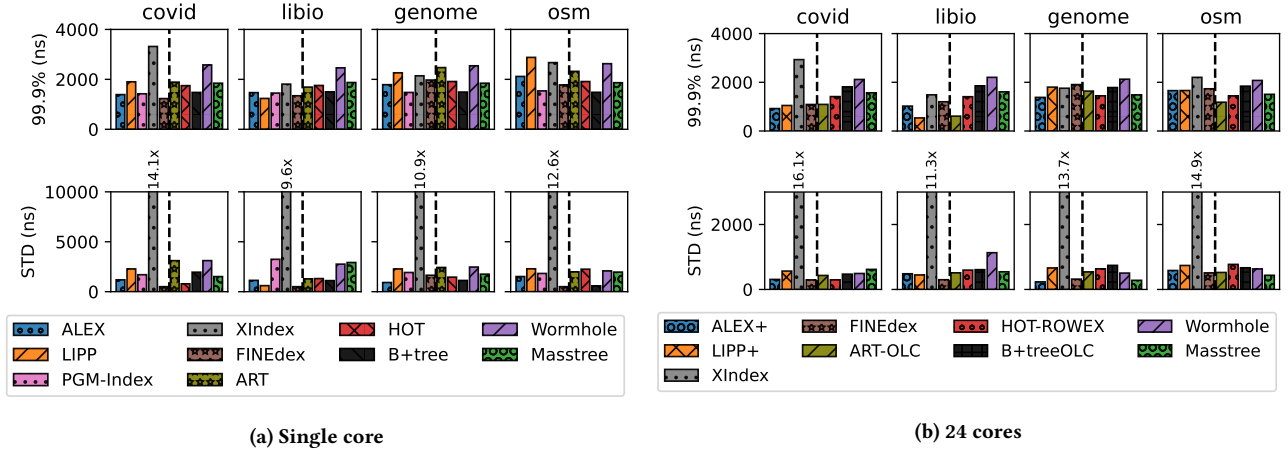 covid libio genome osm
99.9% (ns)
4000
2000
0
14.1x 9.6x 10.9x 12.6x
STD (ns)
10000
5000
0
ALEX XIndex HOT Wormhole
LIPP FINEdex B+tree Masstree
PGM-Index ART
(a) Single core
covid libio genome osm
99.9% (ns)
4000
2000
0
16.1x 11.3x 13.7x 14.9x
STD (ns)
2000
0
ALEX+ FINEdex HOT-ROWEX Wormhole
LIPP+ ART-OLC B+treeOLC Masstree
XIndex
(b) 24 cores